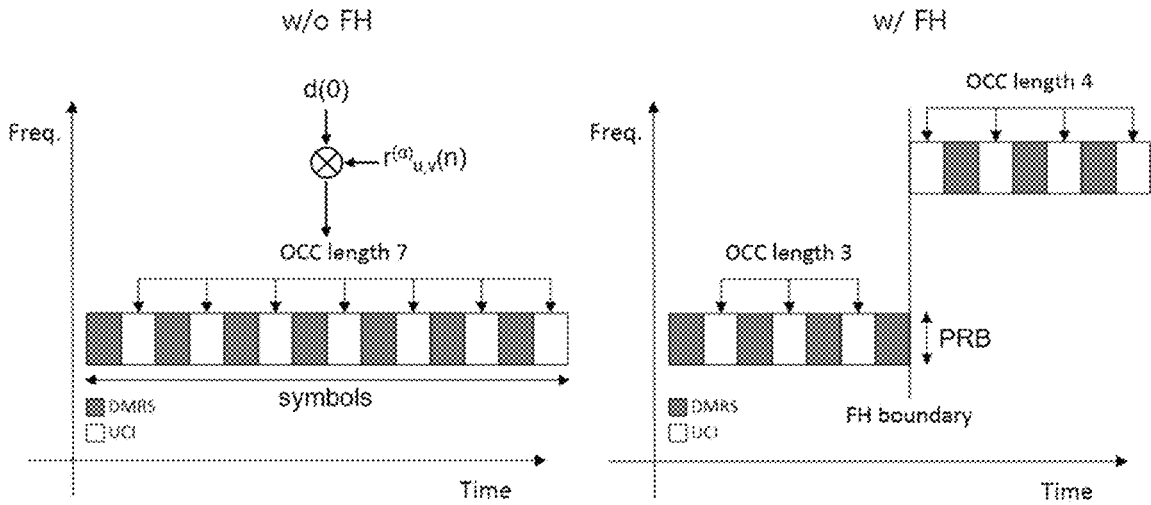 w/o FH
d(0)
Freq.
r^(α)_u,v(n)
OCC length 7
symbols
DMRS
UCI
Time
w/ FH
OCC length 4
Freq.
OCC length 3
PRB
DMRS
UCI
FH boundary
Time